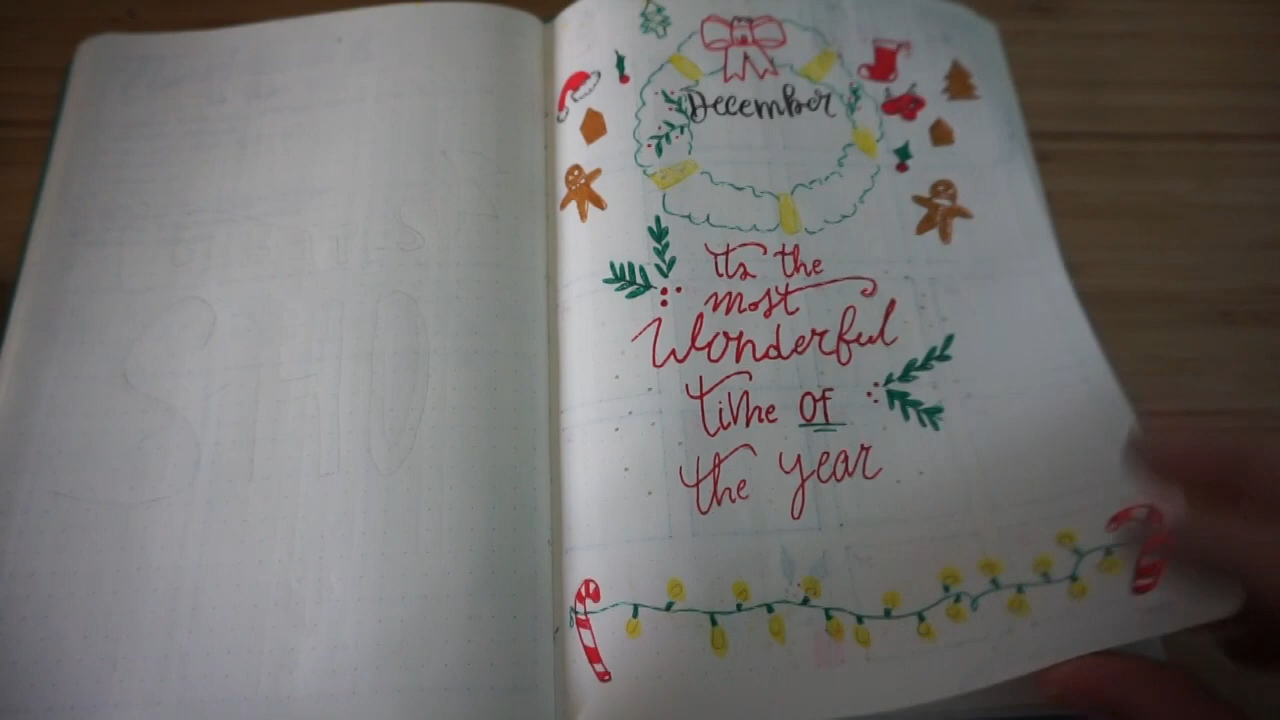 December
its the
most
Wonderful
time of
the year